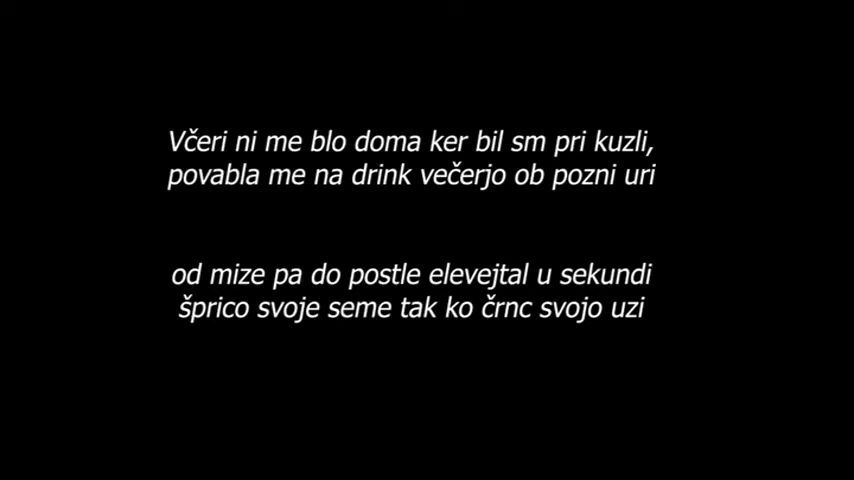 Včeri ni me blo doma ker bil sm pri kuzli,
povabla me na drink večerjo ob pozni uri
od mize pa do postle elevejtal u sekundi
šprico svoje seme tak ko črnc svojo uzi